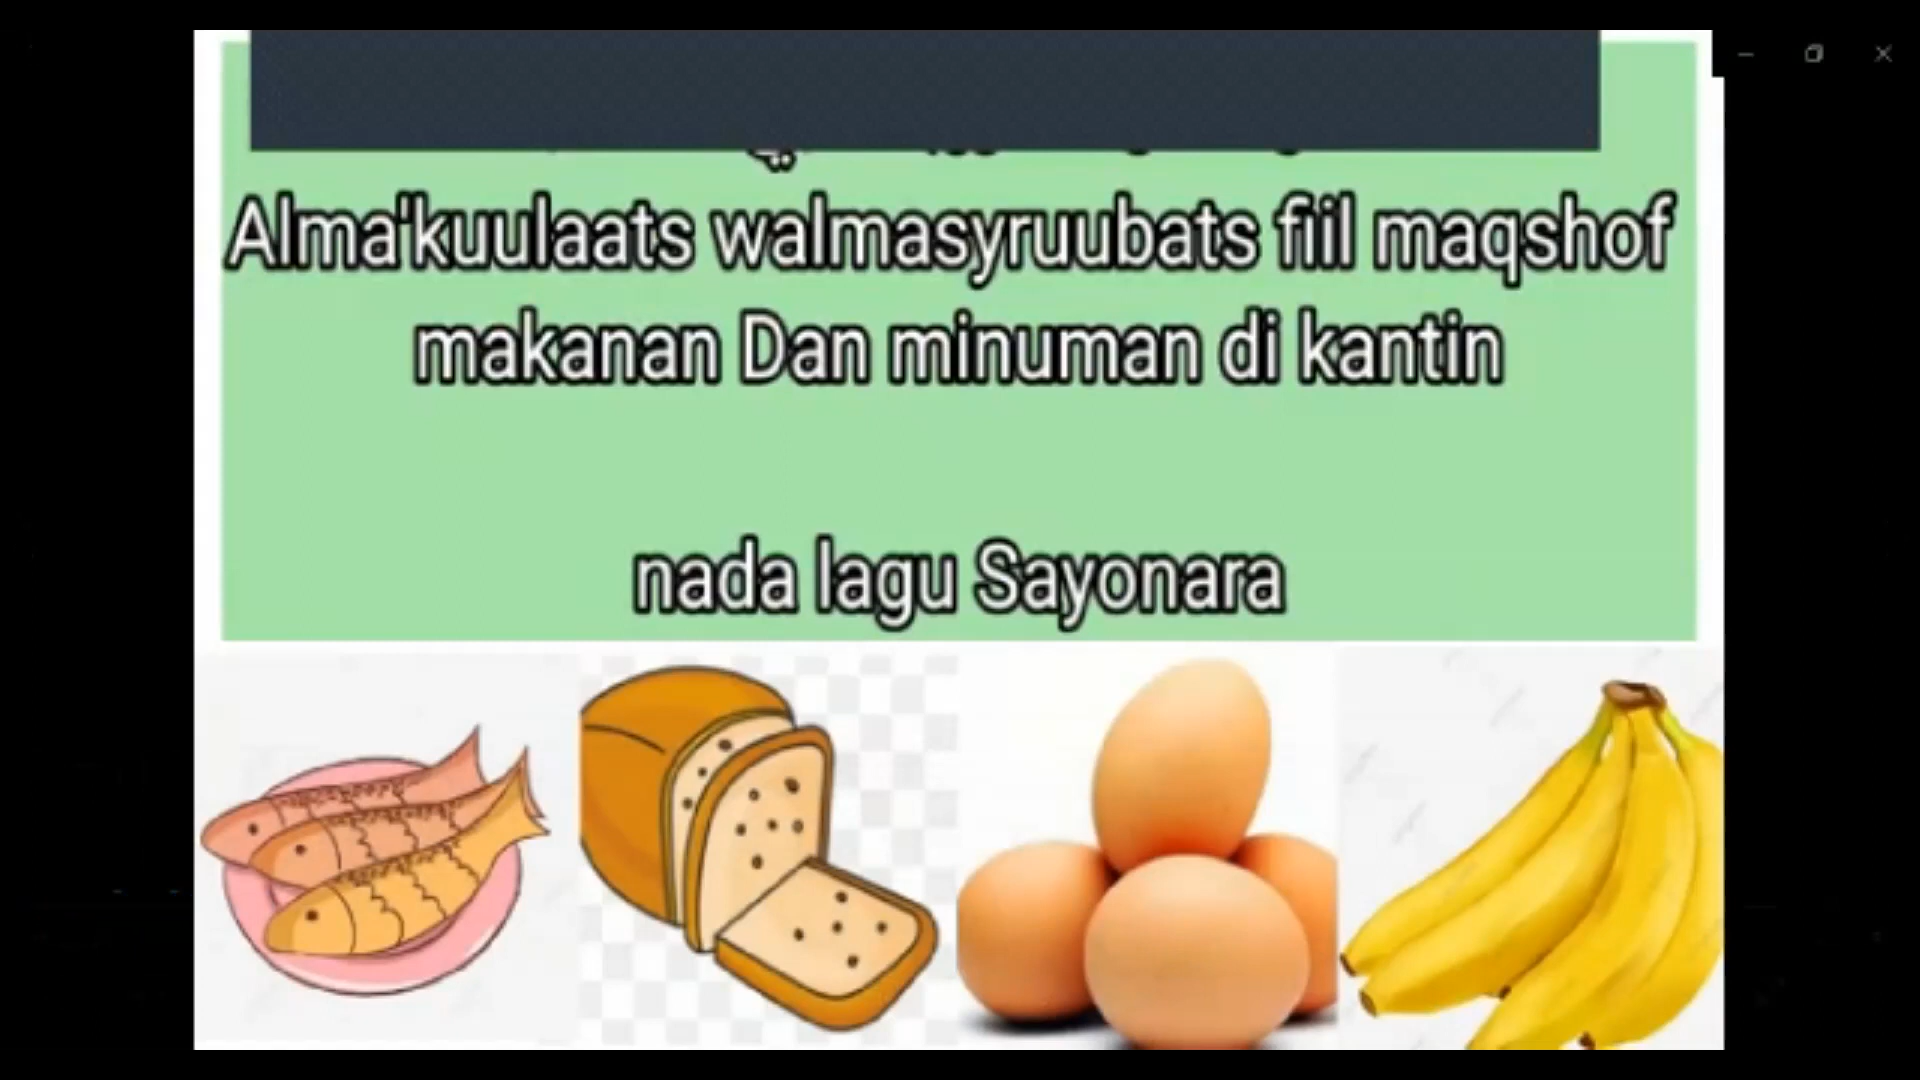 Alma'kuulaats walmasyruubats fiil maqshof
makanan Dan minuman di kantin
nada lagu Sayonara